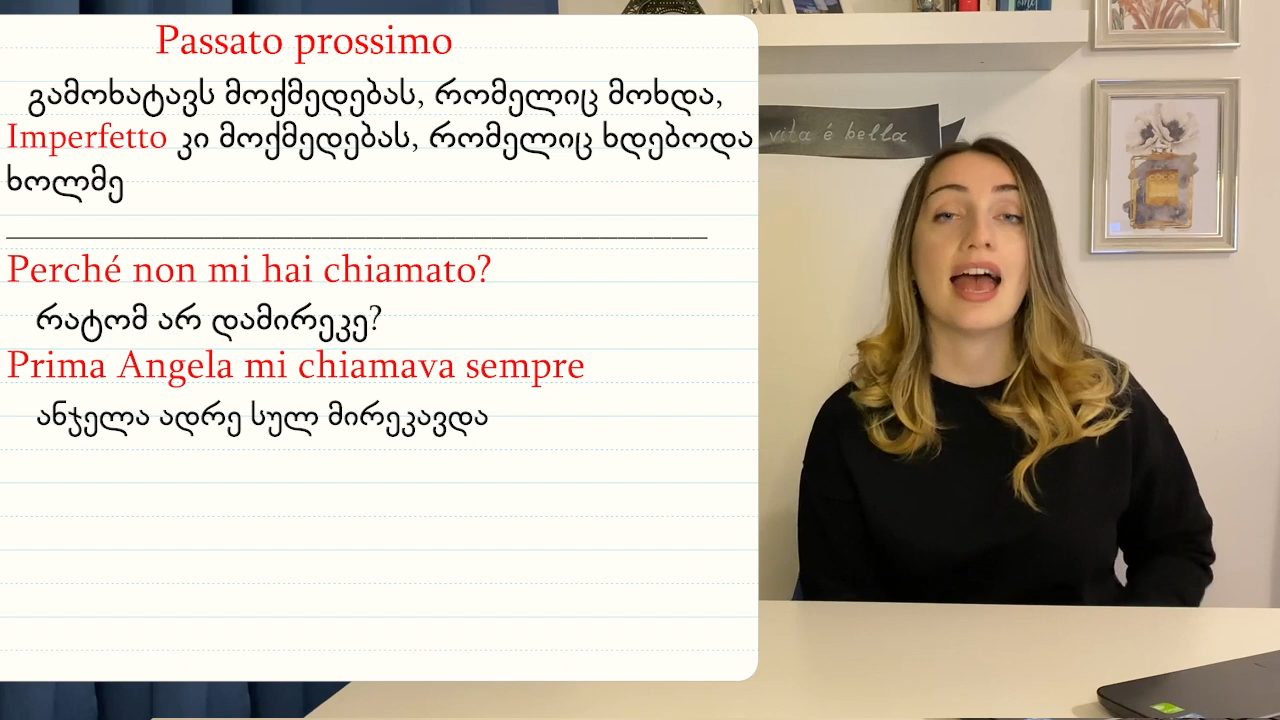 Passato prossimo
გამოხატავს მოქმედებას, რომელიც მოხდა,
Imperfetto კი მოქმედებას, რომელიც ხდებოდა
ხოლმე
Perché non mi hai chiamato?
რატომ არ დამირეკე?
Prima Angela mi chiamava sempre
ანჯელა ადრე სულ მირეკავდა
vita é bella